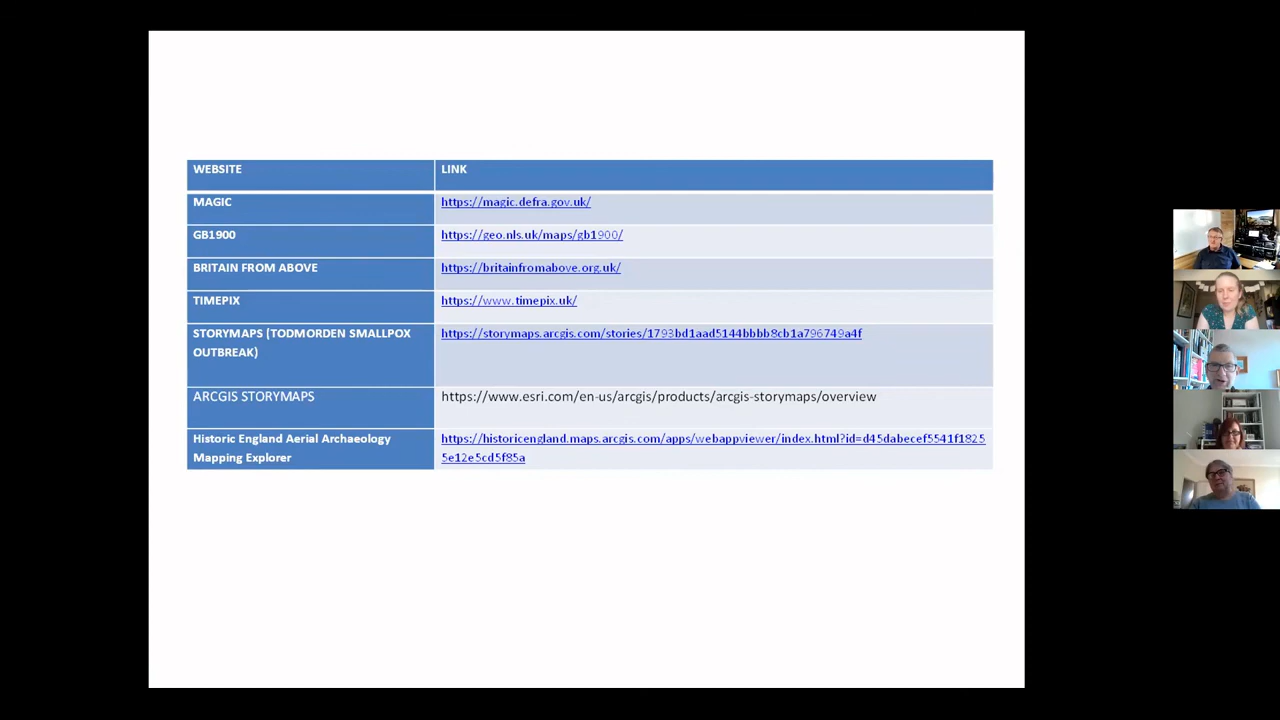 WEBSITE LINK
MAGIC https://magic.defra.gov.uk/
GB1900 https://geo.nls.uk/maps/gb1900/
BRITAIN FROM ABOVE https://britainfromabove.org.uk/
TIMEPIX https://www.timepix.uk/
STORYMAPS (TODMORDEN SMALLPOX https://storymaps.arcgis.com/stories/1793bd1aad5144bbbb8cb1a796749a4f
OUTBREAK)
ARCGIS STORYMAPS https://www.esri.com/en-us/arcgis/products/arcgis-storymaps/overview
Historic England Aerial Archaeology https://historicengland.maps.arcgis.com/apps/webappviewer/index.html?id=d45dabecef5541f1825
Mapping Explorer 5e12e5cd5f85a